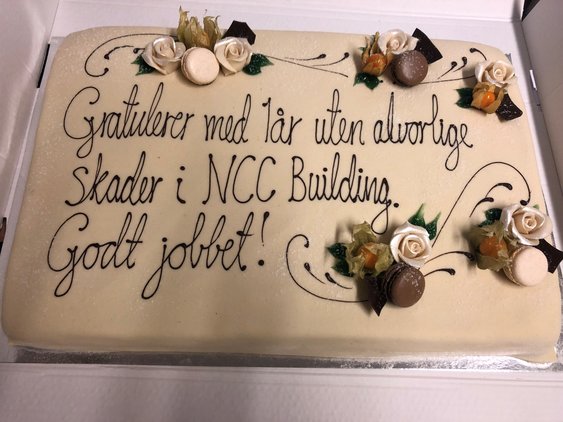 Gratulerer med 1år uten alvorlige
skader i NCC Building.
Godt jobbet!